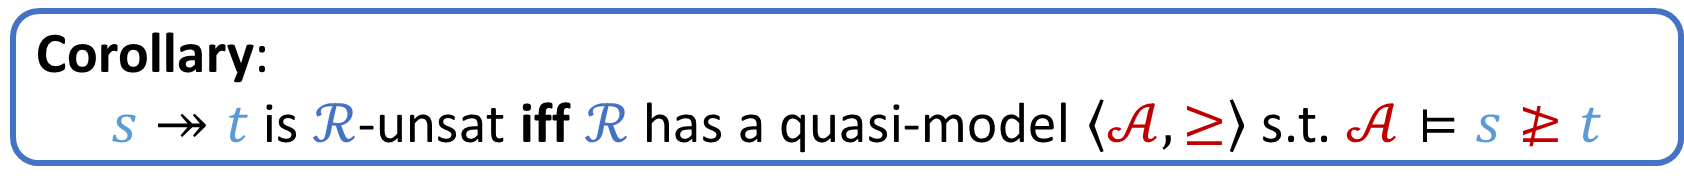 Corollary:
𝑠 ↠ 𝑡 is ℛ-unsat iff ℛ has a quasi-model ⟨𝒜, ≥⟩ s.t. 𝒜 ⊨ 𝑠 ≱ 𝑡